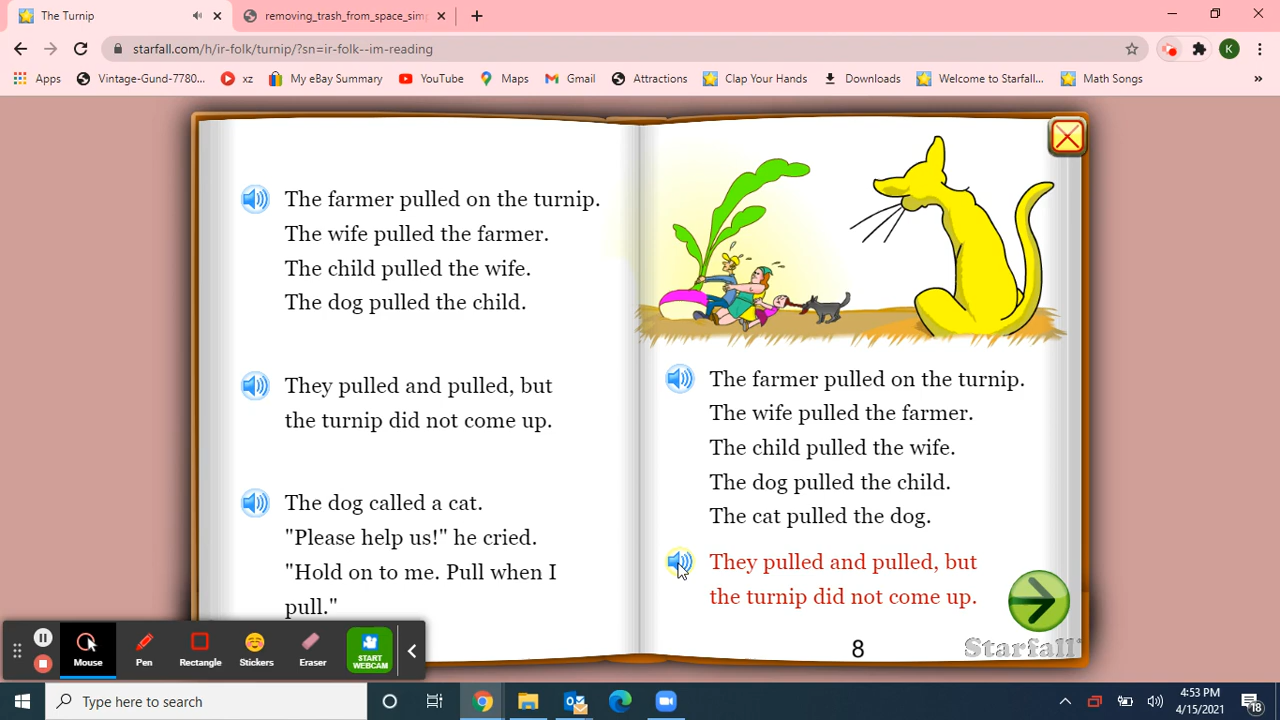 The Turnip
removing_trash_from_space_sim
starfall.com/h/ir-folk/turnip/?sn=ir-folk--im-reading
K
Apps
Vintage-Gund-7780...
xz
My eBay Summary
YouTube
Maps
Gmail
Attractions
Clap Your Hands
Downloads
Welcome to Starfall...
Math Songs
»
The farmer pulled on the turnip.
The wife pulled the farmer.
The child pulled the wife.
The dog pulled the child.
They pulled and pulled, but
the turnip did not come up.
The dog called a cat.
"Please help us!" he cried.
"Hold on to me. Pull when I
pull."
The farmer pulled on the turnip.
The wife pulled the farmer.
The child pulled the wife.
The dog pulled the child.
The cat pulled the dog.
They pulled and pulled, but
the turnip did not come up.
8
Starfall
Mouse
Pen
Rectangle
Stickers
Eraser
START
WEBCAM
Type here to search
4:53 PM
4/15/2021
18